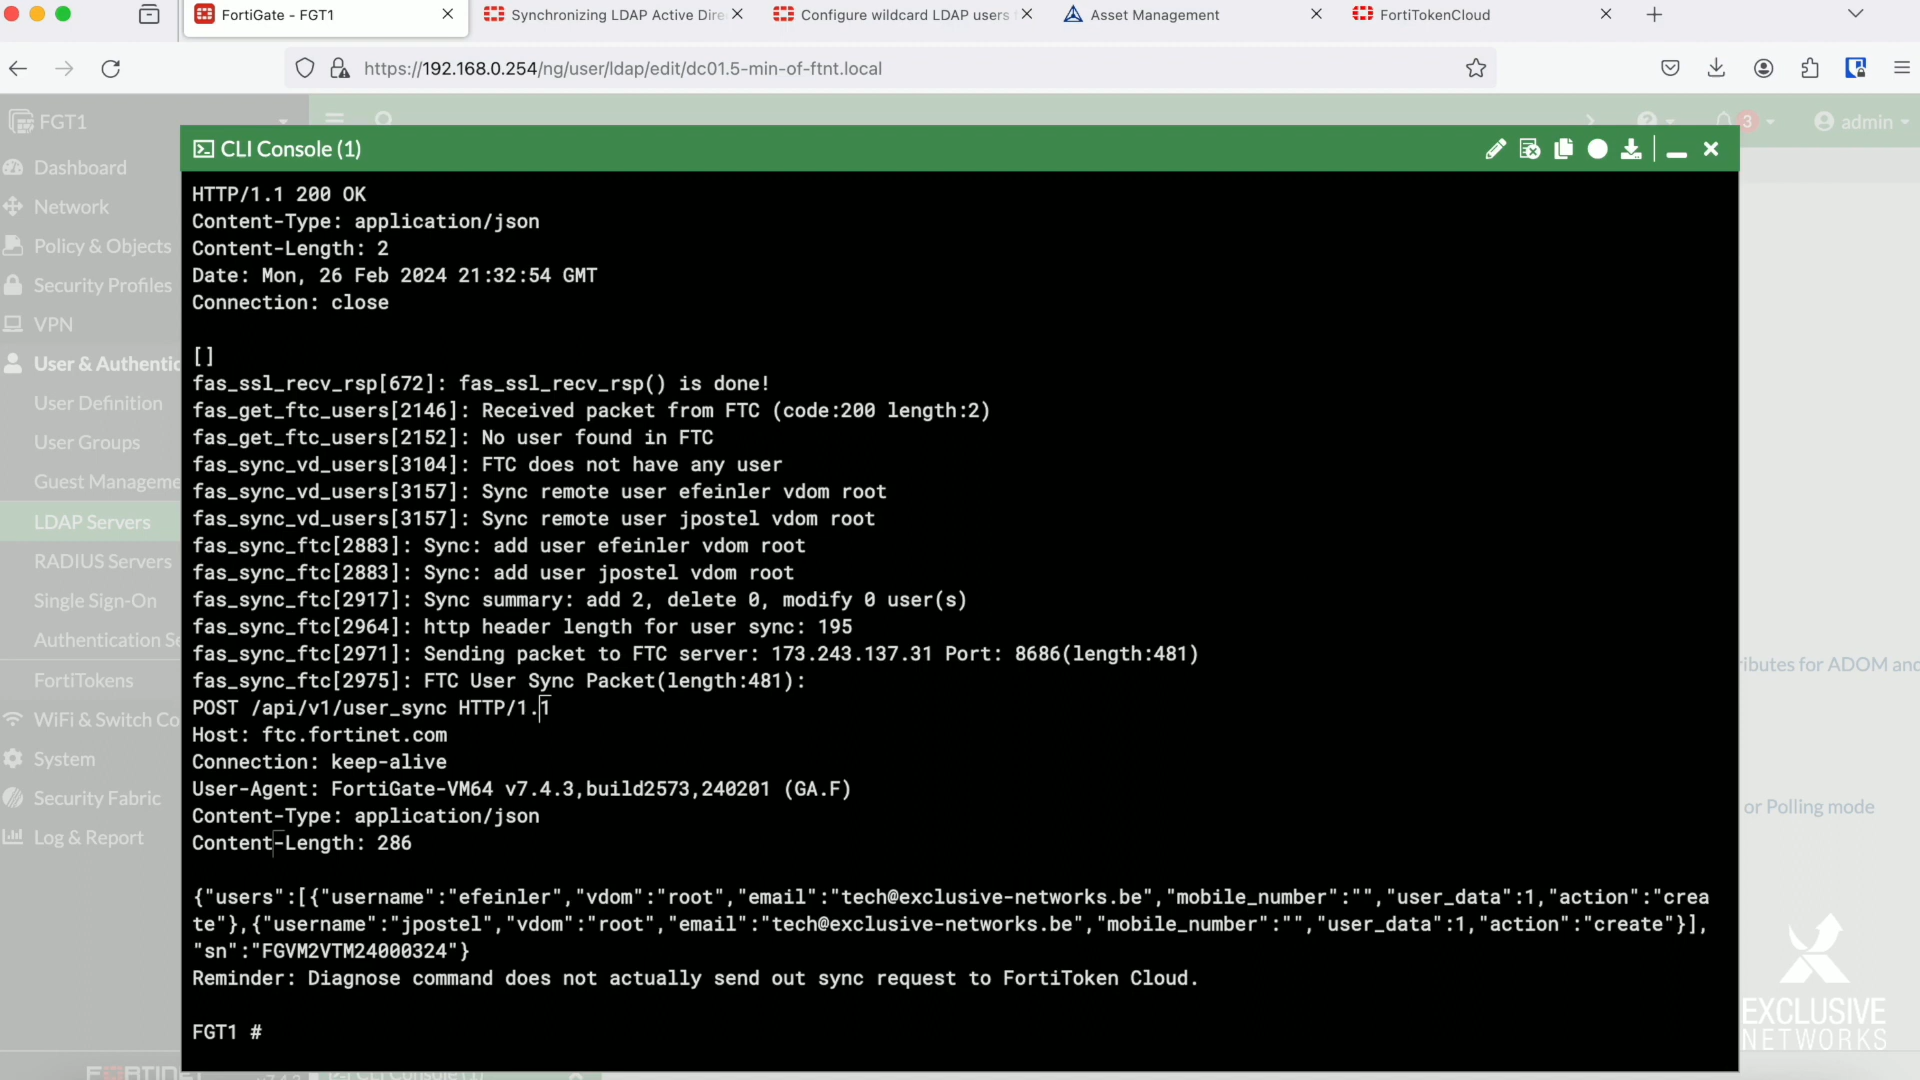 FortiGate - FGT1
Synchronizing LDAP Active Dire
Configure wildcard LDAP users
Asset Management
FortiTokenCloud
https://192.168.0.254/ng/user/ldap/edit/dc01.5-min-of-ftnt.local
FGT1
3
admin
CLI Console (1)
Dashboard
Network
Policy & Objects
Security Profiles
VPN
User & Authentic
User Definition
User Groups
Guest Manageme
LDAP Servers
RADIUS Servers
Single Sign-On
Authentication Se
FortiTokens
WiFi & Switch Co
System
Security Fabric
Log & Report
HTTP/1.1 200 OK
Content-Type: application/json
Content-Length: 2
Date: Mon, 26 Feb 2024 21:32:54 GMT
Connection: close
[]
fas_ssl_recv_rsp[672]: fas_ssl_recv_rsp() is done!
fas_get_ftc_users[2146]: Received packet from FTC (code:200 length:2)
fas_get_ftc_users[2152]: No user found in FTC
fas_sync_vd_users[3104]: FTC does not have any user
fas_sync_vd_users[3157]: Sync remote user efeinler vdom root
fas_sync_vd_users[3157]: Sync remote user jpostel vdom root
fas_sync_ftc[2883]: Sync: add user efeinler vdom root
fas_sync_ftc[2883]: Sync: add user jpostel vdom root
fas_sync_ftc[2917]: Sync summary: add 2, delete 0, modify 0 user(s)
fas_sync_ftc[2964]: http header length for user sync: 195
fas_sync_ftc[2971]: Sending packet to FTC server: 173.243.137.31 Port: 8686(length:481)
fas_sync_ftc[2975]: FTC User Sync Packet(length:481):
POST /api/v1/user_sync HTTP/1.1
Host: ftc.fortinet.com
Connection: keep-alive
User-Agent: FortiGate-VM64 v7.4.3,build2573,240201 (GA.F)
Content-Type: application/json
Content-Length: 286
{"users":[{"username":"efeinler","vdom":"root","email":"tech@exclusive-networks.be","mobile_number":"","user_data":1,"action":"crea
te"},{"username":"jpostel","vdom":"root","email":"tech@exclusive-networks.be","mobile_number":"","user_data":1,"action":"create"}],
"sn":"FGVM2VTM24000324"}
Reminder: Diagnose command does not actually send out sync request to FortiToken Cloud.
FGT1 #
ributes for ADOM and
or Polling mode
EXCLUSIVE
NETWORKS